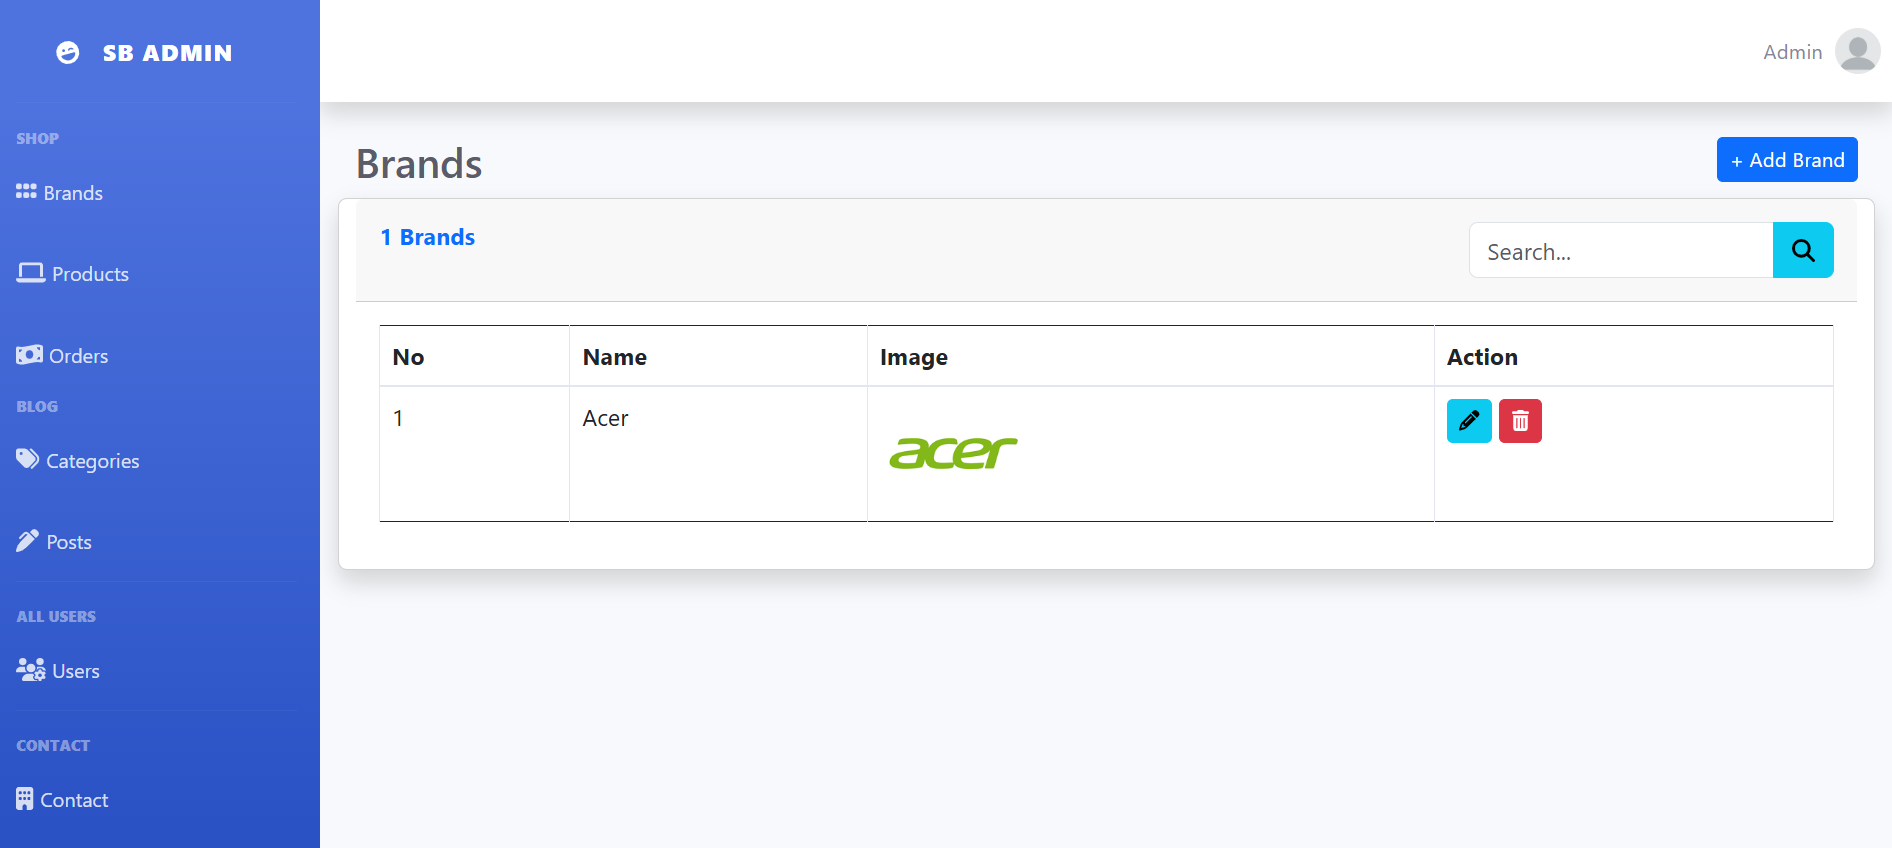 SB ADMIN
Admin
SHOP
Brands
Products
Orders
BLOG
Categories
Posts
ALL USERS
Users
CONTACT
Contact
Brands
+ Add Brand
1 Brands
Search...
No Name Image Action
1 Acer acer